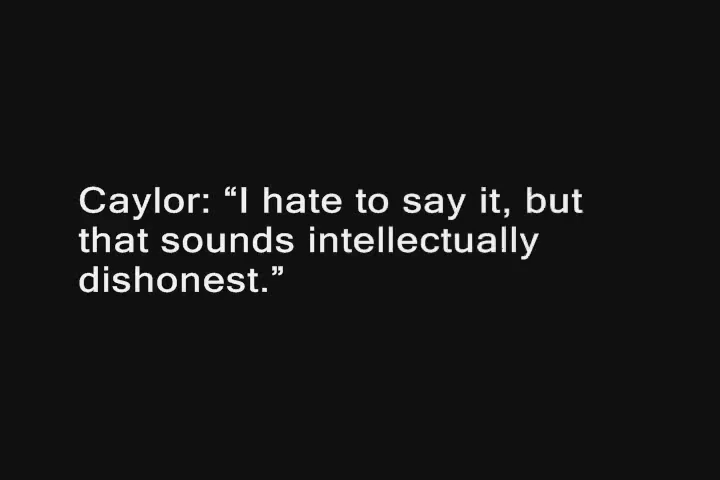 Caylor: “I hate to say it, but
that sounds intellectually
dishonest.”